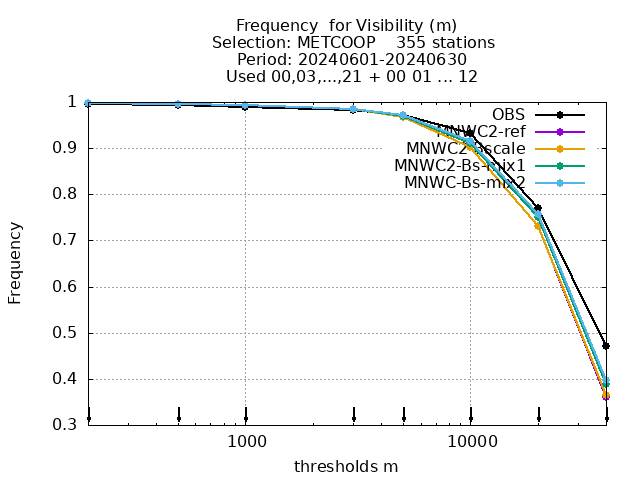 Frequency for Visibility (m)
Selection: METCOOP 355 stations
Period: 20240601-20240630
Used 00,03,...,21 + 00 01 ... 12
OBS
MNWC2-ref
MNWC2-
MNWC2-Bs-mix1
MNWC-Bs-mix2
1
0.9
0.8
0.7
0.6
0.5
0.4
0.3
Frequency
1000
10000
thresholds m